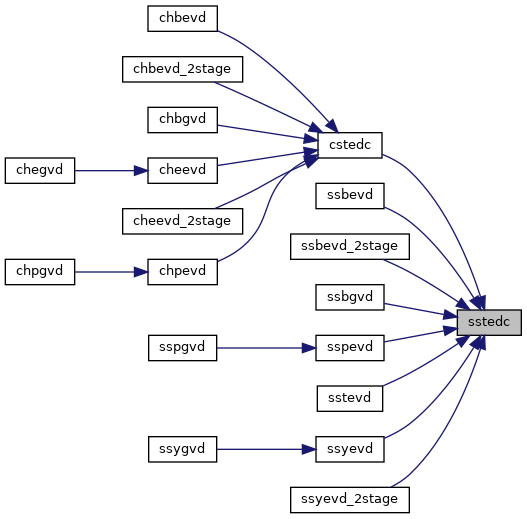 chbevd
chbevd_2stage
chbgvd
cstedc
chegvd
cheevd
ssbevd
cheevd_2stage
ssbevd_2stage
chpgvd
chpevd
ssbgvd
sstedc
sspgvd
sspevd
sstevd
ssygvd
ssyevd
ssyevd_2stage